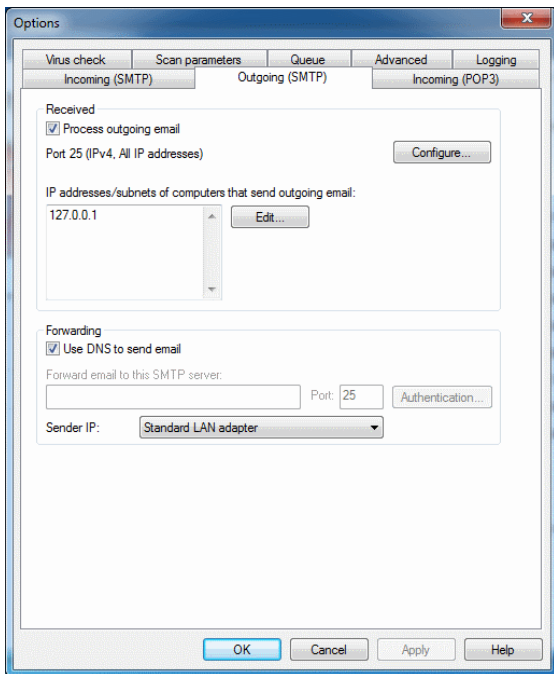 Options
Virus check Scan parameters Queue Advanced Logging
Incoming (SMTP) Outgoing (SMTP) Incoming (POP3)
Received
Process outgoing email
Port 25 (IPv4, All IP addresses) Configure...
IP addresses/subnets of computers that send outgoing email:
127.0.0.1 Edit...
Forwarding
Use DNS to send email
Forward email to this SMTP server:
Port: 25 Authentication...
Sender IP: Standard LAN adapter
OK Cancel Apply Help